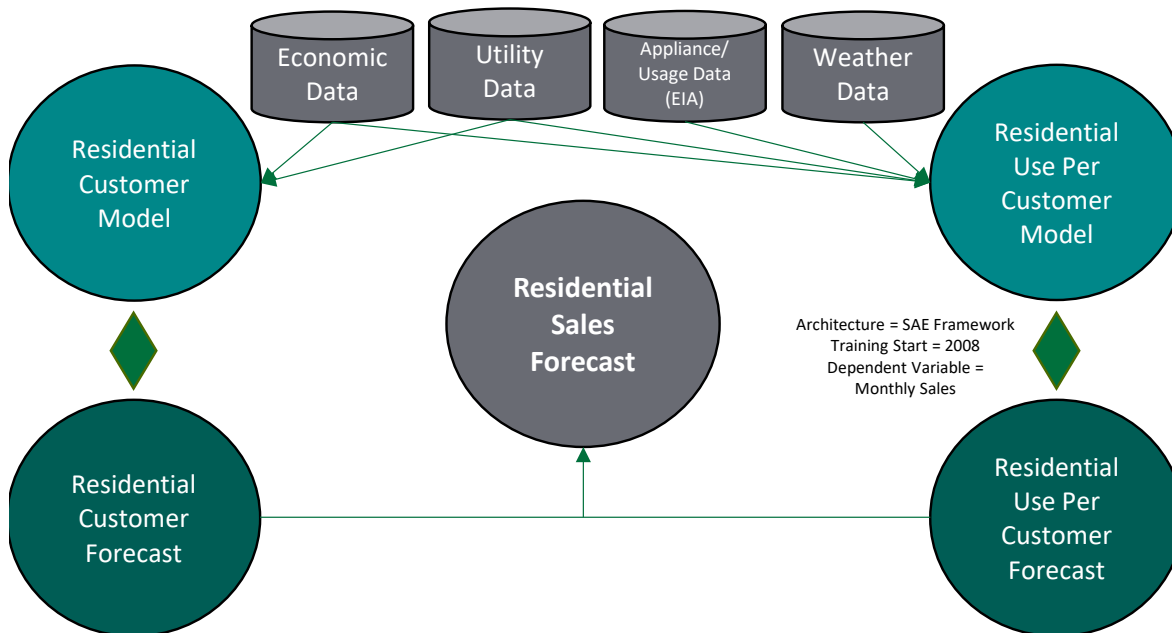 Economic
Data
Utility
Data
Appliance/
Usage Data
(EIA)
Weather
Data
Residential
Customer
Model
Residential
Use Per
Customer
Model
Residential
Sales
Forecast
Architecture = SAE Framework
Training Start = 2008
Dependent Variable =
Monthly Sales
Residential
Customer
Forecast
Residential
Use Per
Customer
Forecast